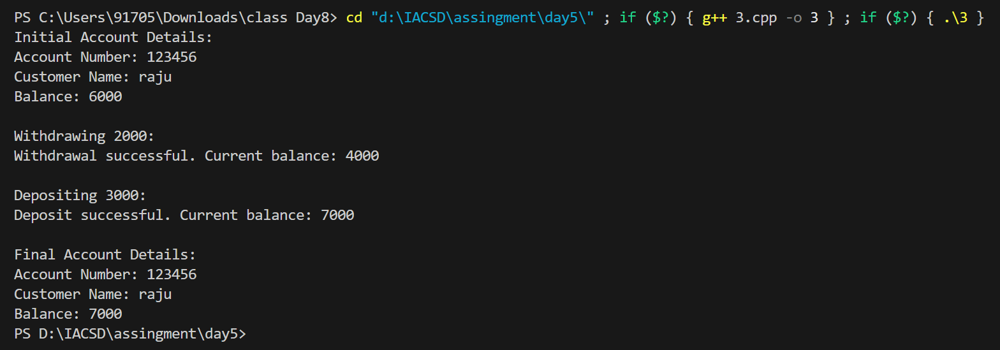 PS C:\Users\91705\Downloads\class Day8> cd "d:\IACSD\assingment\day5\" ; if ($?) { g++ 3.cpp -o 3 } ; if ($?) { .\3 }
Initial Account Details:
Account Number: 123456
Customer Name: raju
Balance: 6000
Withdrawing 2000:
Withdrawal successful. Current balance: 4000
Depositing 3000:
Deposit successful. Current balance: 7000
Final Account Details:
Account Number: 123456
Customer Name: raju
Balance: 7000
PS D:\IACSD\assingment\day5>